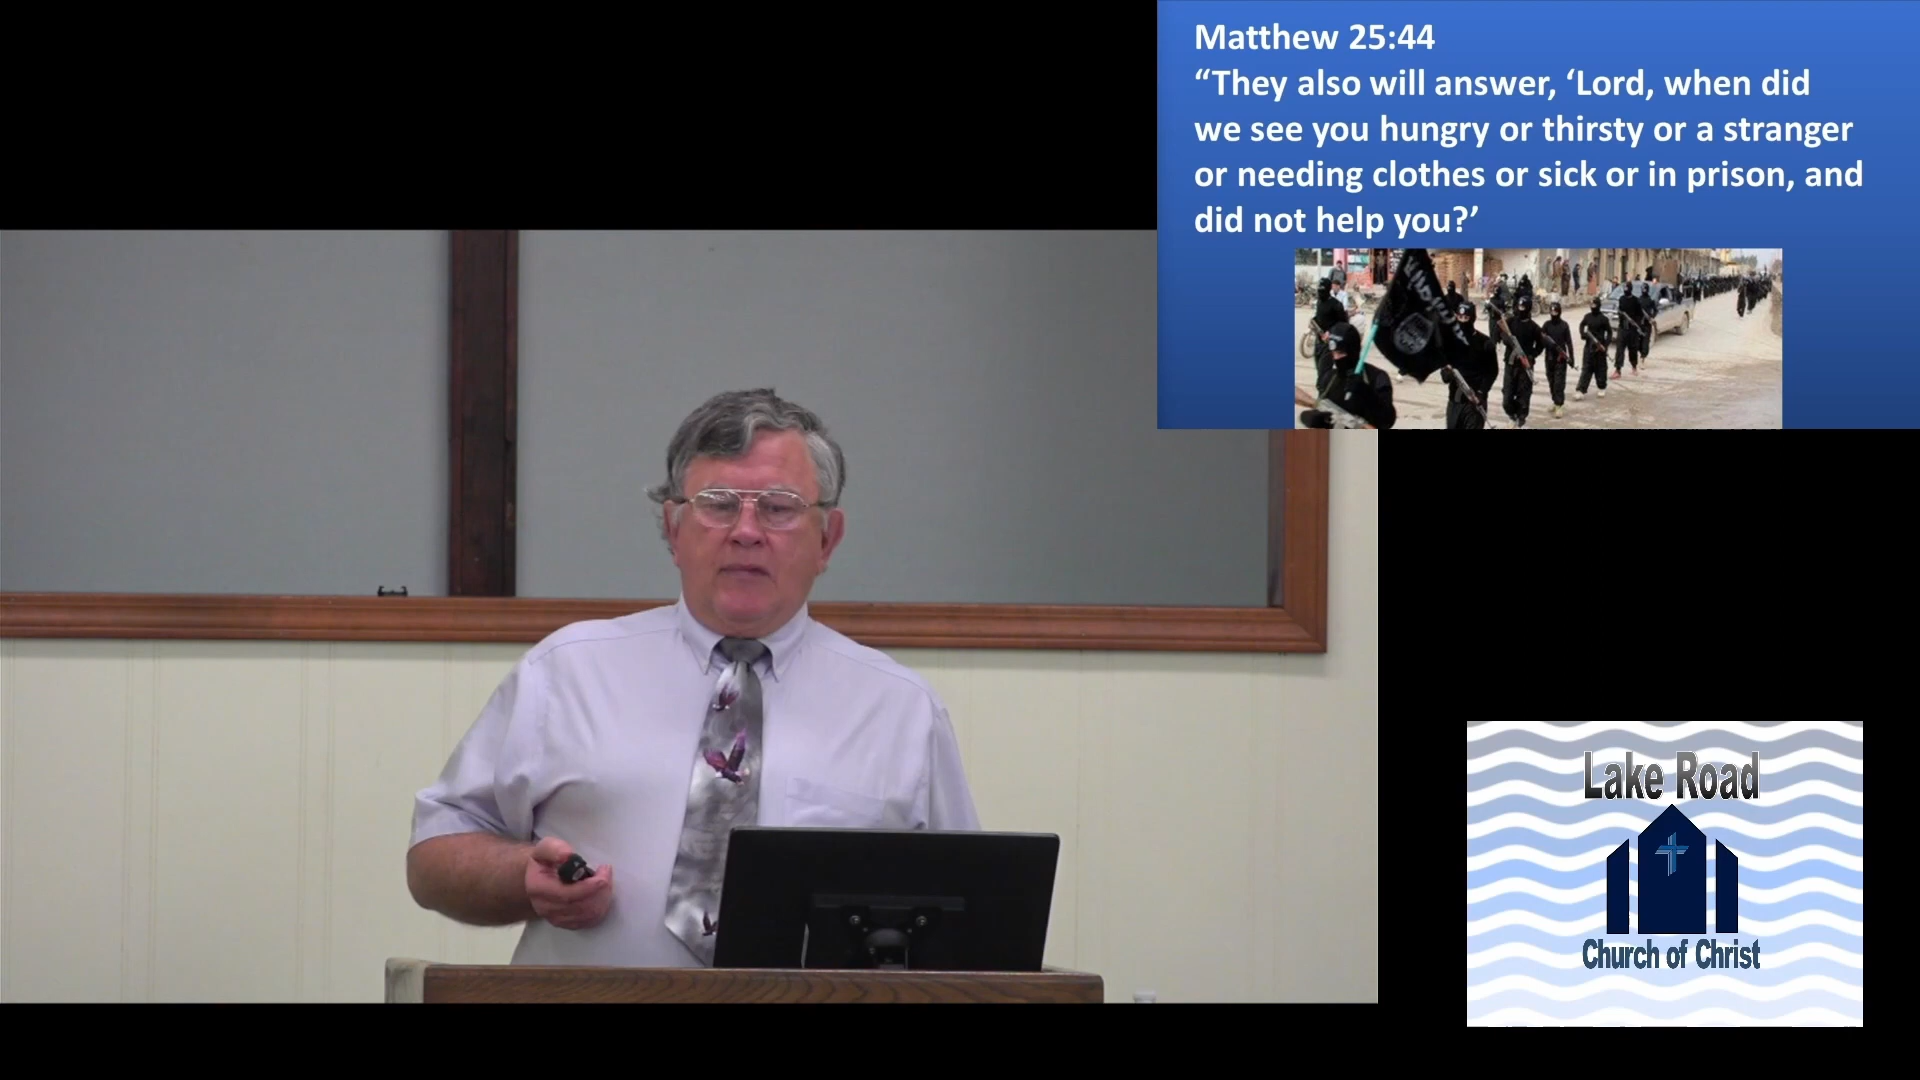 Matthew 25:44
“They also will answer, ‘Lord, when did
we see you hungry or thirsty or a stranger
or needing clothes or sick or in prison, and
did not help you?’
Lake Road
Church of Christ